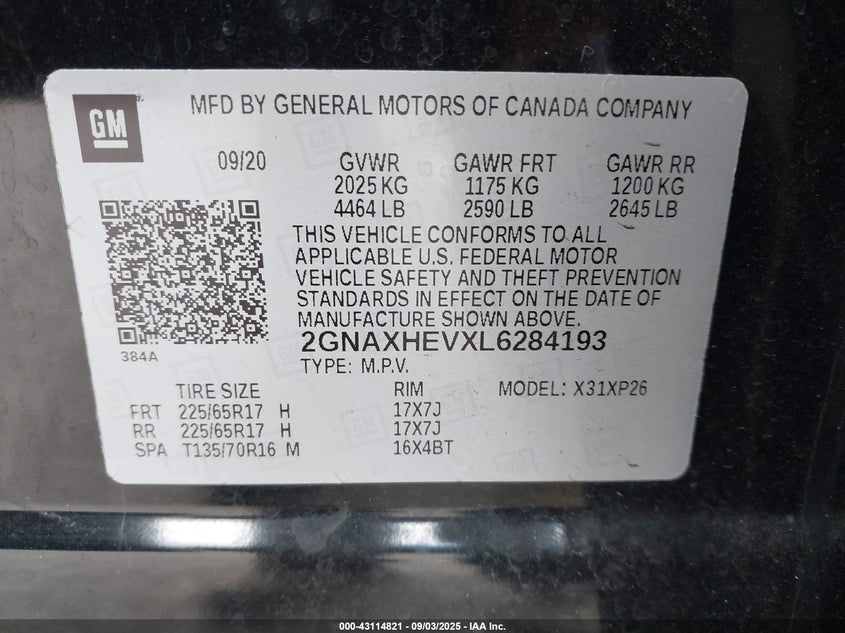 GM
MFD BY GENERAL MOTORS OF CANADA COMPANY
09/20 GVWR GAWR FRT GAWR RR
2025 KG 1175 KG 1200 KG
4464 LB 2590 LB 2645 LB
THIS VEHICLE CONFORMS TO ALL
APPLICABLE U.S. FEDERAL MOTOR
VEHICLE SAFETY AND THEFT PREVENTION
STANDARDS IN EFFECT ON THE DATE OF
MANUFACTURE SHOWN ABOVE.
384A
2GNAXHEVXL6284193
TYPE: M.P.V.
TIRE SIZE RIM MODEL: X31XP26
FRT 225/65R17 H 17X7J
RR 225/65R17 H 17X7J
SPA T135/70R16 M 16X4BT
000-43114821 - 09/03/2025 - IAA Inc.